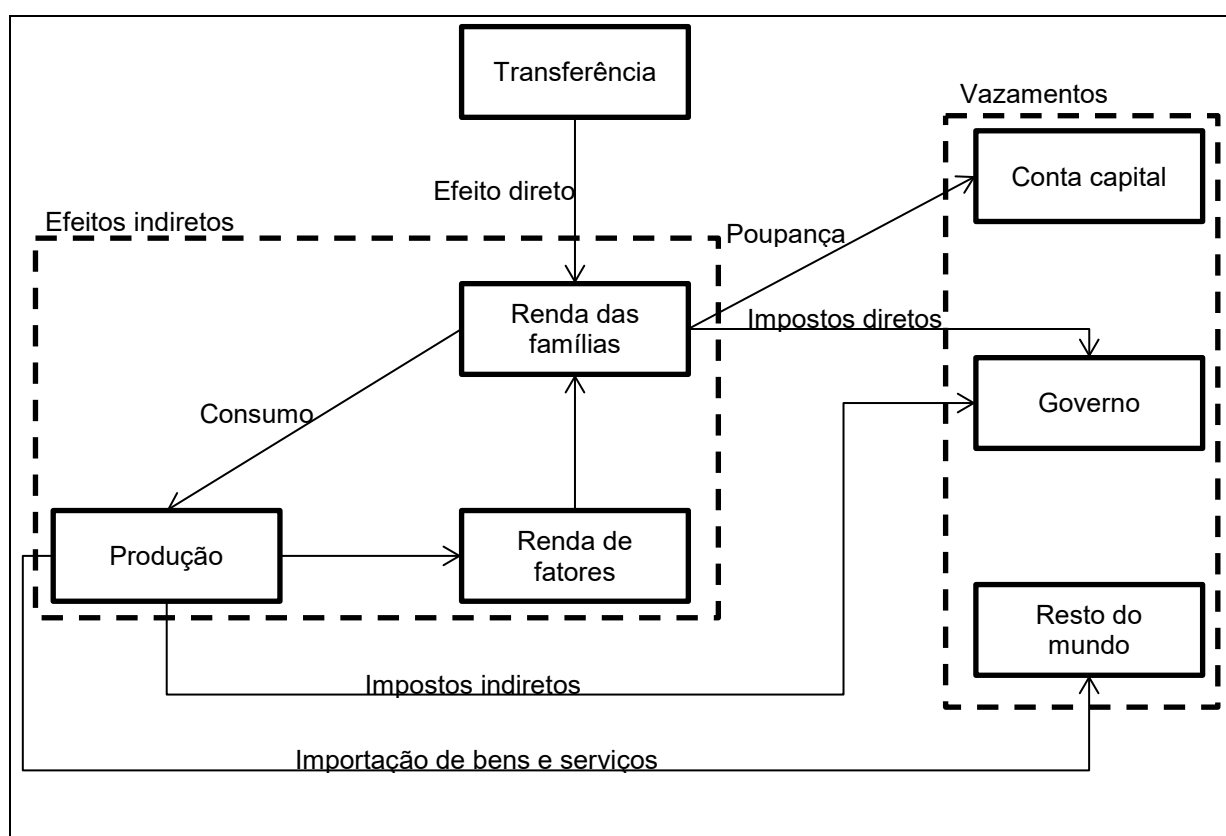 Transferência
Vazamentos
Conta capital
Efeito direto
Efeitos indiretos
Poupança
Renda das
famílias
Impostos diretos
Governo
Consumo
Produção
Renda de
fatores
Resto do
mundo
Impostos indiretos
Importação de bens e serviços